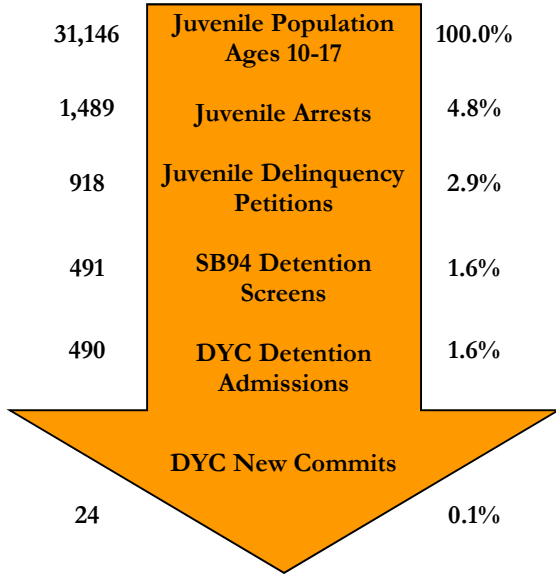 31,146 Juvenile Population Ages 10-17 100.0%
1,489 Juvenile Arrests 4.8%
918 Juvenile Delinquency Petitions 2.9%
491 SB94 Detention Screens 1.6%
490 DYC Detention Admissions 1.6%
DYC New Commits
24 0.1%